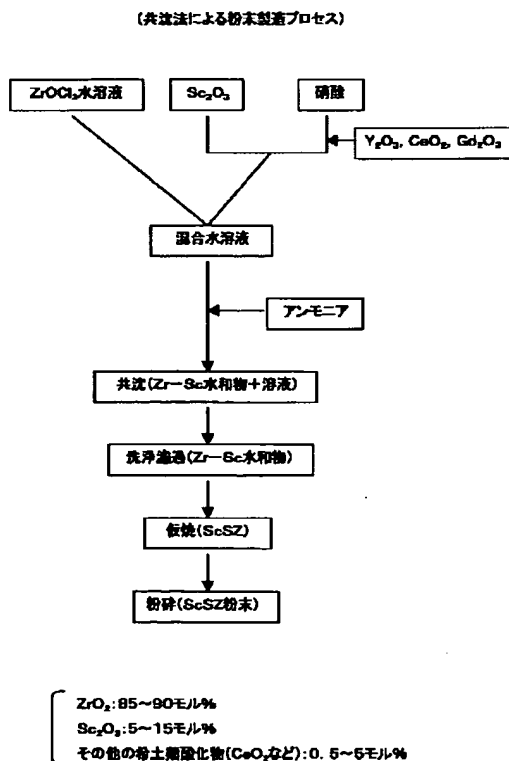 (共沈法による粉末製造プロセス)
ZrOCl₂水溶液
Sc₂O₃
硝酸
Y₂O₃, CeO₂, Gd₂O₃
混合水溶液
アンモニア
共沈(Zr－Sc水和物＋溶液)
洗浄濾過(Zr－Sc水和物)
仮焼(ScSZ)
粉砕(ScSZ粉末)
ZrO₂:85～90モル%
Sc₂O₃:5～15モル%
その他の希土類酸化物(CeO₂など):0.5～5モル%